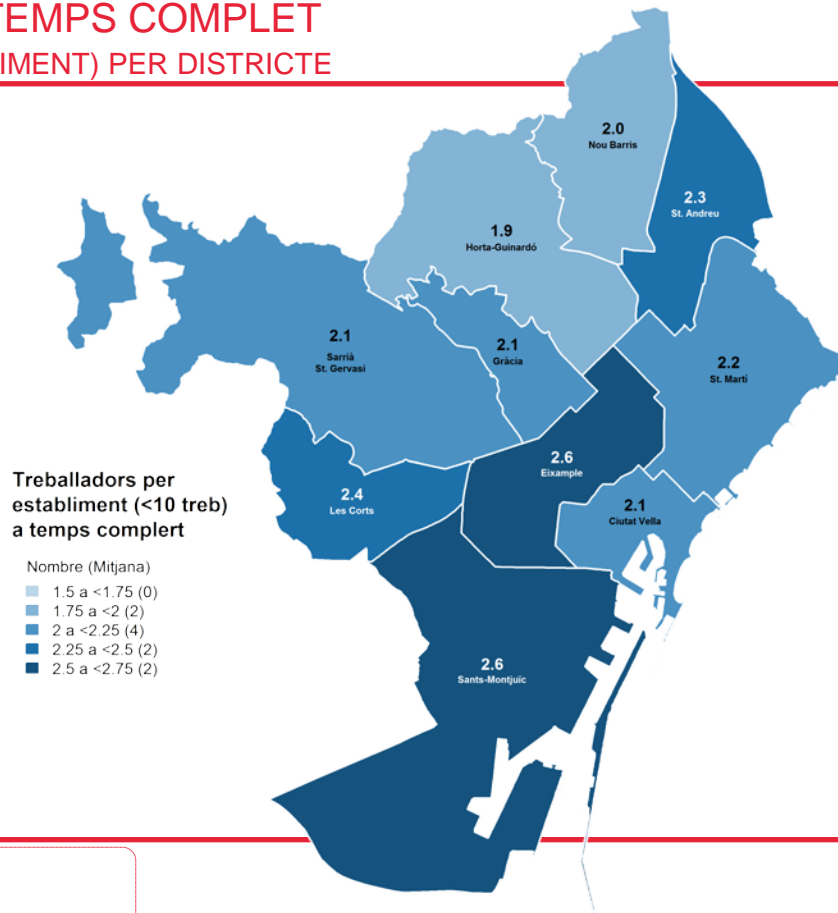 TEMPS COMPLET
IMENT) PER DISTRICTE
2.0
Nou Barris
2.3
St. Andreu
1.9
Horta-Guinardó
2.1
Sarrià
St. Gervasi
2.1
Gràcia
2.2
St. Martí
2.6
Eixample
2.4
Les Corts
2.1
Ciutat Vella
2.6
Sants-Montjuïc
Treballadors per
establiment (<10 treb)
a temps complert
Nombre (Mitjana)
1.5 a <1.75 (0)
1.75 a <2 (2)
2 a <2.25 (4)
2.25 a <2.5 (2)
2.5 a <2.75 (2)